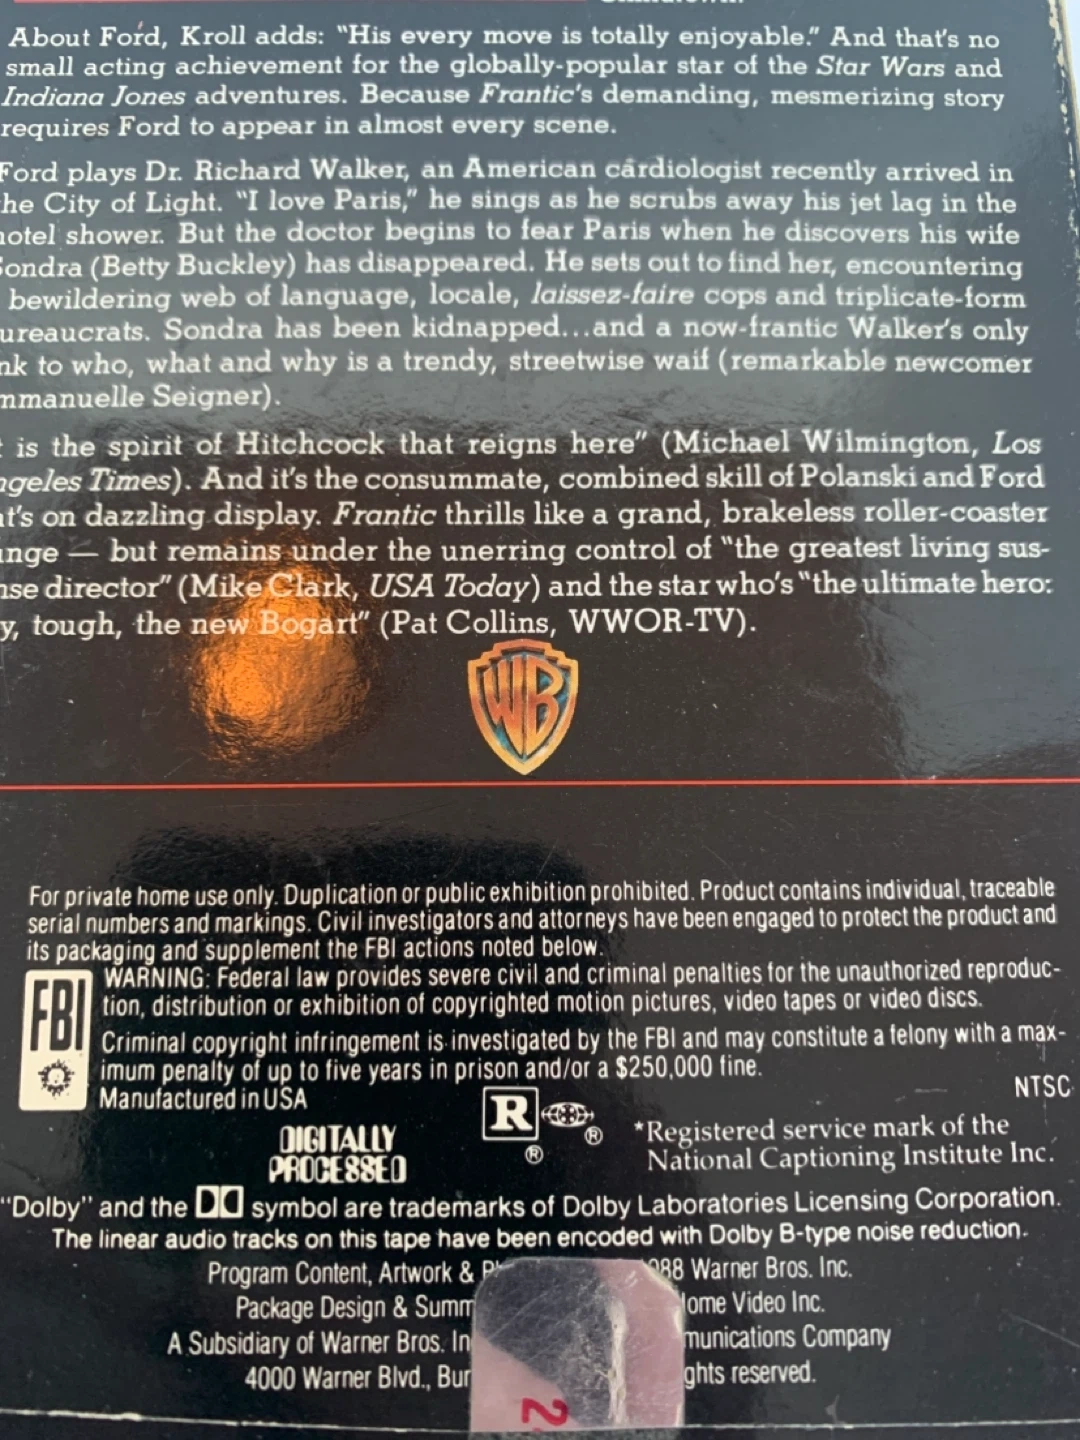 About Ford, Kroll adds: "His every move is totally enjoyable." And that's no
small acting achievement for the globally-popular star of the Star Wars and
Indiana Jones adventures. Because Frantic's demanding, mesmerizing story
requires Ford to appear in almost every scene.
Ford plays Dr. Richard Walker, an American cardiologist recently arrived in
he City of Light. "I love Paris," he sings as he scrubs away his jet lag in the
hotel shower. But the doctor begins to fear Paris when he discovers his wife
Sondra (Betty Buckley) has disappeared. He sets out to find her, encountering
bewildering web of language, locale, laissez-faire cops and triplicate-form
ureaucrats. Sondra has been kidnapped...and a now-frantic Walker's only
nk to who, what and why is a trendy, streetwise waif (remarkable newcomer
mmanuelle Seigner).
is the spirit of Hitchcock that reigns here" (Michael Wilmington, Los
ngeles Times). And it's the consummate, combined skill of Polanski and Ford
at's on dazzling display. Frantic thrills like a grand, brakeless roller-coaster
unge — but remains under the unerring control of "the greatest living sus-
nse director" (Mike Clark, USA Today) and the star who's "the ultimate hero:
y, tough, the new Bogart" (Pat Collins, WWOR-TV).
WB
For private home use only. Duplication or public exhibition prohibited. Product contains individual, traceable
serial numbers and markings. Civil investigators and attorneys have been engaged to protect the product and
its packaging and supplement the FBI actions noted below.
FBI
WARNING: Federal law provides severe civil and criminal penalties for the unauthorized reproduc-
tion, distribution or exhibition of copyrighted motion pictures, video tapes or video discs.
Criminal copyright infringement is investigated by the FBI and may constitute a felony with a max-
imum penalty of up to five years in prison and/or a $250,000 fine.
Manufactured in USA
NTSC
R ® ®
*Registered service mark of the
National Captioning Institute Inc.
DIGITALLY
PROCESSED
"Dolby" and the symbol are trademarks of Dolby Laboratories Licensing Corporation.
The linear audio tracks on this tape have been encoded with Dolby B-type noise reduction.
Program Content, Artwork & P 988 Warner Bros. Inc.
Package Design & Summ ome Video Inc.
A Subsidiary of Warner Bros. In munications Company
4000 Warner Blvd., Bur ghts reserved.
2